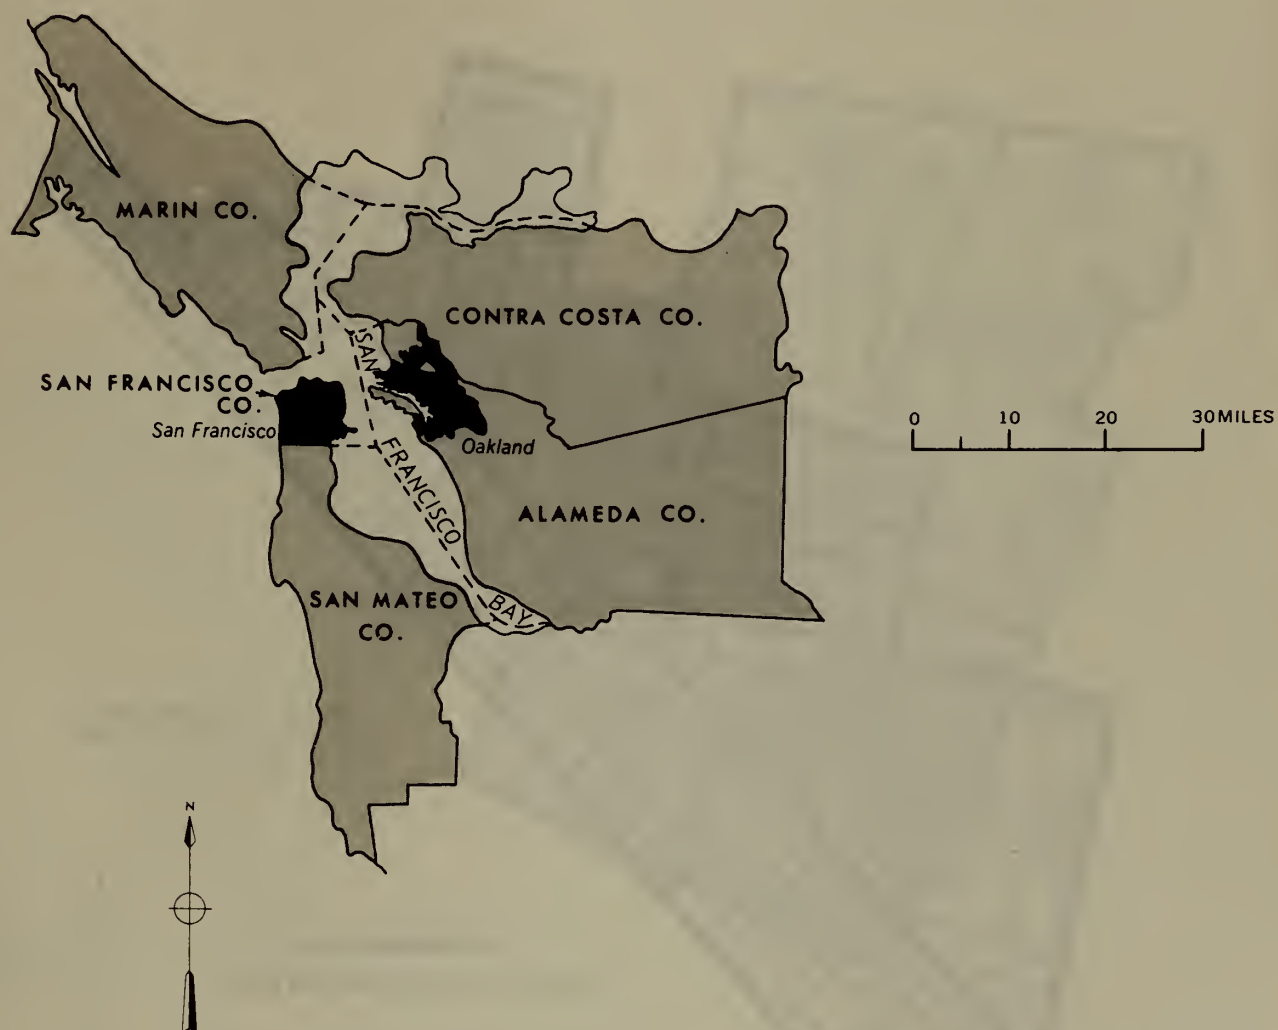 MARIN CO.
CONTRA COSTA CO.
SAN FRANCISCO
CO.
San Francisco
Oakland
SAN
FRANCISCO
BAY
ALAMEDA CO.
SAN MATEO
CO.
0 10 20 30 MILES
N